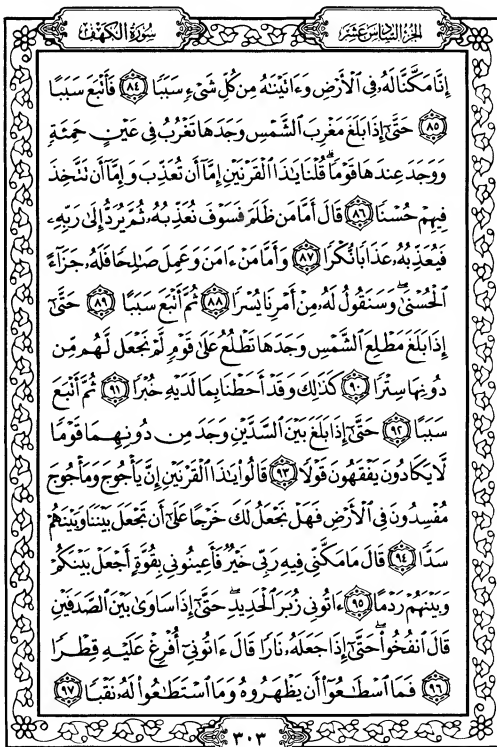 الجزء السادس عشر
سورة الكهف
إِنَّا مَكَّنَّا لَهُۥ فِى ٱلْأَرْضِ وَءَاتَيْنَٰهُ مِن كُلِّ شَىْءٍ سَبَبًا ﴿٨٤﴾ فَأَتْبَعَ سَبَبًا
﴿٨٥﴾ حَتَّىٰٓ إِذَا بَلَغَ مَغْرِبَ ٱلشَّمْسِ وَجَدَهَا تَغْرُبُ فِى عَيْنٍ حَمِئَةٍ
وَوَجَدَ عِندَهَا قَوْمًا ۗ قُلْنَا يَٰذَا ٱلْقَرْنَيْنِ إِمَّآ أَن تُعَذِّبَ وَإِمَّآ أَن تَتَّخِذَ
فِيهِمْ حُسْنًا ﴿٨٦﴾ قَالَ أَمَّا مَن ظَلَمَ فَسَوْفَ نُعَذِّبُهُۥ ثُمَّ يُرَدُّ إِلَىٰ رَبِّهِۦ
فَيُعَذِّبُهُۥ عَذَابًا نُّكْرًا ﴿٨٧﴾ وَأَمَّا مَنْ ءَامَنَ وَعَمِلَ صَٰلِحًا فَلَهُۥ جَزَآءً
ٱلْحُسْنَىٰ ۖ وَسَنَقُولُ لَهُۥ مِنْ أَمْرِنَا يُسْرًا ﴿٨٨﴾ ثُمَّ أَتْبَعَ سَبَبًا ﴿٨٩﴾ حَتَّىٰٓ
إِذَا بَلَغَ مَطْلِعَ ٱلشَّمْسِ وَجَدَهَا تَطْلُعُ عَلَىٰ قَوْمٍ لَّمْ نَجْعَل لَّهُم مِّن
دُونِهَا سِتْرًا ﴿٩٠﴾ كَذَٰلِكَ وَقَدْ أَحَطْنَا بِمَا لَدَيْهِ خُبْرًا ﴿٩١﴾ ثُمَّ أَتْبَعَ
سَبَبًا ﴿٩٢﴾ حَتَّىٰٓ إِذَا بَلَغَ بَيْنَ ٱلسَّدَّيْنِ وَجَدَ مِن دُونِهِمَا قَوْمًا
لَّا يَكَادُونَ يَفْقَهُونَ قَوْلًا ﴿٩٣﴾ قَالُوا۟ يَٰذَا ٱلْقَرْنَيْنِ إِنَّ يَأْجُوجَ وَمَأْجُوجَ
مُفْسِدُونَ فِى ٱلْأَرْضِ فَهَلْ نَجْعَلُ لَكَ خَرْجًا عَلَىٰٓ أَن تَجْعَلَ بَيْنَنَا وَبَيْنَهُمْ
سَدًّا ﴿٩٤﴾ قَالَ مَا مَكَّنِّى فِيهِ رَبِّى خَيْرٌ فَأَعِينُونِى بِقُوَّةٍ أَجْعَلْ بَيْنَكُمْ
وَبَيْنَهُمْ رَدْمًا ﴿٩٥﴾ ءَاتُونِى زُبَرَ ٱلْحَدِيدِ ۖ حَتَّىٰٓ إِذَا سَاوَىٰ بَيْنَ ٱلصَّدَفَيْنِ
قَالَ ٱنفُخُوا۟ ۖ حَتَّىٰٓ إِذَا جَعَلَهُۥ نَارًا قَالَ ءَاتُونِىٓ أُفْرِغْ عَلَيْهِ قِطْرًا
﴿٩٦﴾ فَمَا ٱسْطَٰعُوٓا۟ أَن يَظْهَرُوهُ وَمَا ٱسْتَطَٰعُوا۟ لَهُۥ نَقْبًا ﴿٩٧﴾
٣٠٣